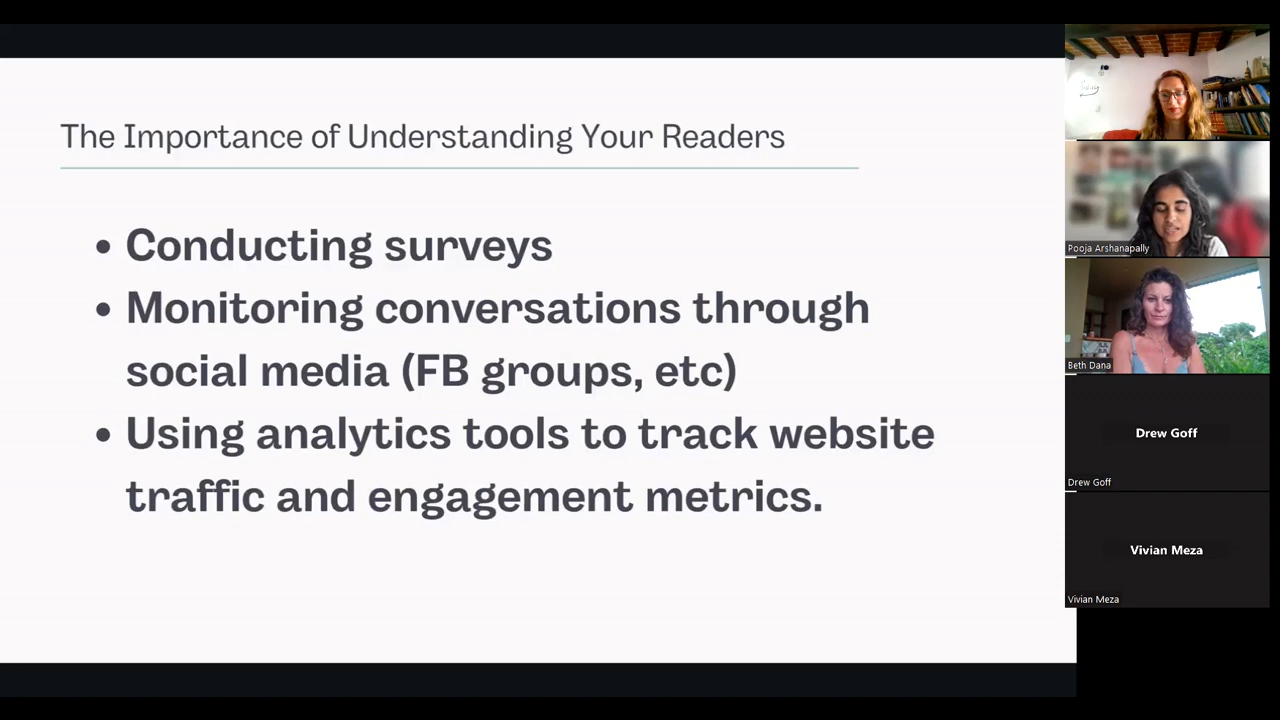 The Importance of Understanding Your Readers
• Conducting surveys
• Monitoring conversations through
social media (FB groups, etc)
• Using analytics tools to track website
traffic and engagement metrics.
Pooja Arshanapally
Beth Dana
Drew Goff
Drew Goff
Vivian Meza
Vivian Meza